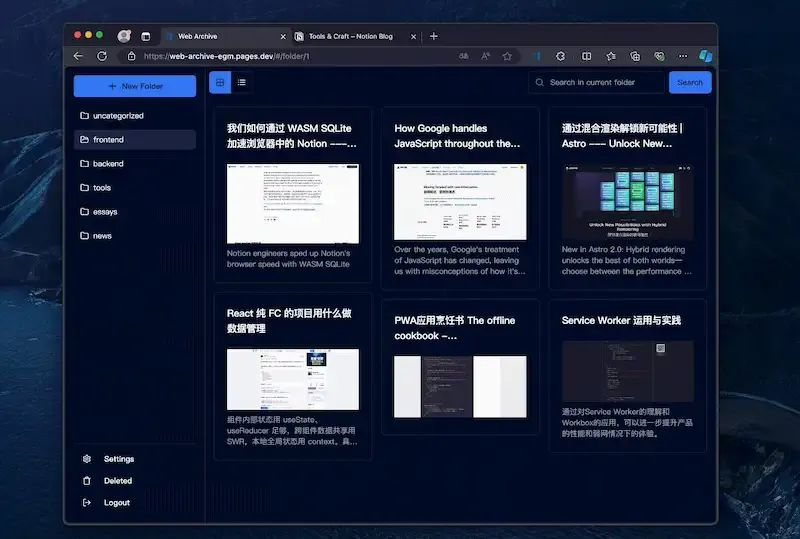 Web Archive
Tools & Craft – Notion Blog
https://web-archive-egm.pages.dev/#/folder/1
New Folder
Search in current folder
Search
uncategorized
frontend
backend
tools
essays
news
我们如何通过 WASM SQLite
加速浏览器中的 Notion ---...
Notion engineers sped up Notion's
browser speed with WASM SQLite
How Google handles
JavaScript throughout the...
Over the years, Google's treatment
of JavaScript has changed, leaving
us with misconceptions of how it's...
通过混合渲染解锁新可能性 |
Astro --- Unlock New...
Unlock New Possibilities with Hybrid
Rendering
New in Astro 2.0: Hybrid rendering
unlocks the best of both worlds—
choose between the performance ...
React 纯 FC 的项目用什么做
数据管理
组件内部状态用 useState、
useReducer 足够，跨组件数据共享用
SWR，本地全局状态用 context。具...
PWA应用烹饪书 The offline
cookbook -...
Service Worker 运用与实践
通过对Service Worker的理解和
Workbox的应用，可以进一步提升产品
的性能和弱网情况下的体验。
Settings
Deleted
Logout